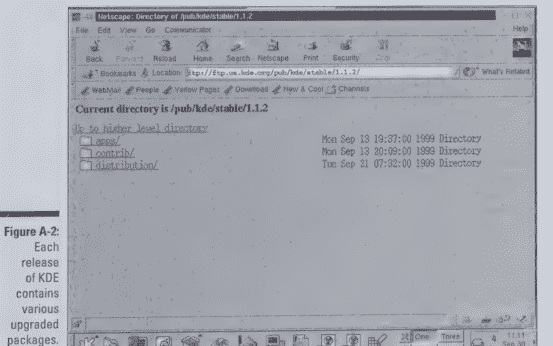 Netscape: Directory of /pub/kde/stable/1.1.2
File Edit View Go Communicator Help
Back Forward Reload Home Search Netscape Print Security Stop
Bookmarks Location: ftp://ftp.us.kde.org/pub/kde/stable/1.1.2/ What's Related
WebMail People Yellow Pages Download New & Cool Channels
Current directory is /pub/kde/stable/1.1.2
Up to higher level directory
apps/ Mon Sep 13 19:37:00 1999 Directory
contrib/ Mon Sep 13 20:09:00 1999 Directory
distribution/ Tue Sep 21 07:32:00 1999 Directory
Figure A-2:
Each
release
of KDE
contains
various
upgraded
packages.
One Three 11:11
Sep 30